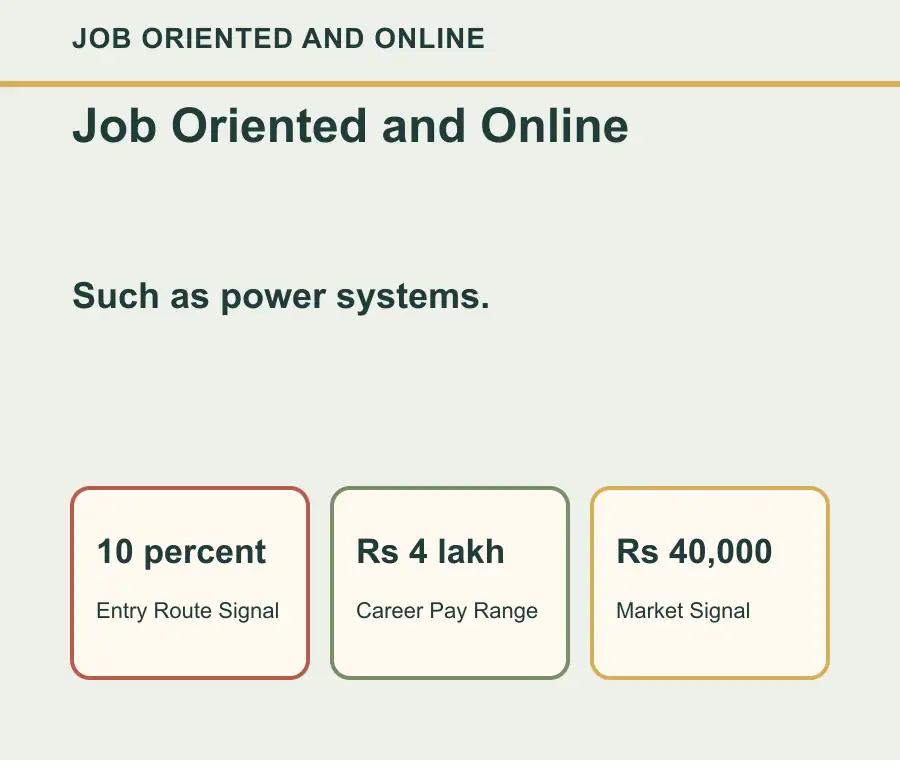 JOB ORIENTED AND ONLINE
Job Oriented and Online
Such as power systems.
10 percent
Entry Route Signal
Rs 4 lakh
Career Pay Range
Rs 40,000
Market Signal